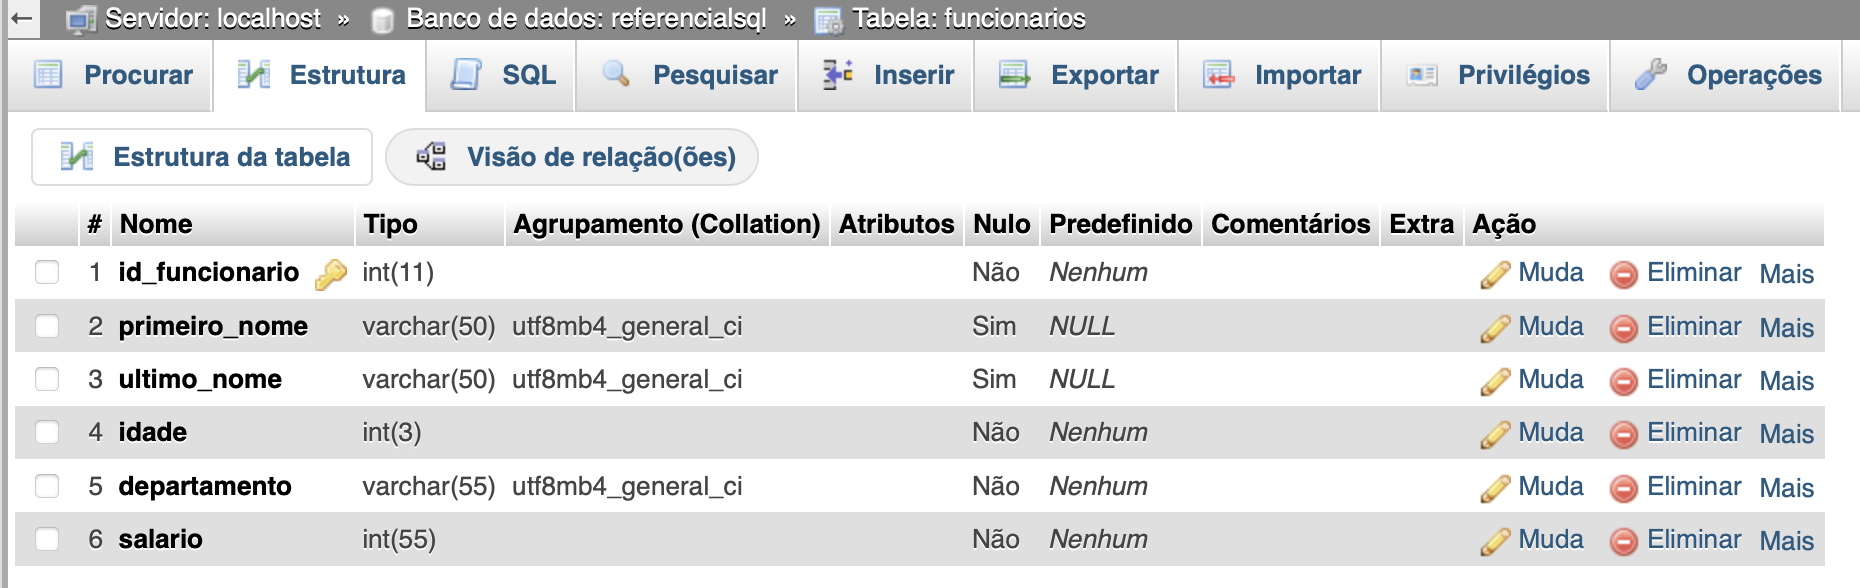 Servidor: localhost » Banco de dados: referencialsql » Tabela: funcionarios
Procurar Estrutura SQL Pesquisar Inserir Exportar Importar Privilégios Operações
Estrutura da tabela Visão de relação(ões)
# Nome Tipo Agrupamento (Collation) Atributos Nulo Predefinido Comentários Extra Ação
1 id_funcionario int(11) Não Nenhum Muda Eliminar Mais
2 primeiro_nome varchar(50) utf8mb4_general_ci Sim NULL Muda Eliminar Mais
3 ultimo_nome varchar(50) utf8mb4_general_ci Sim NULL Muda Eliminar Mais
4 idade int(3) Não Nenhum Muda Eliminar Mais
5 departamento varchar(55) utf8mb4_general_ci Não Nenhum Muda Eliminar Mais
6 salario int(55) Não Nenhum Muda Eliminar Mais